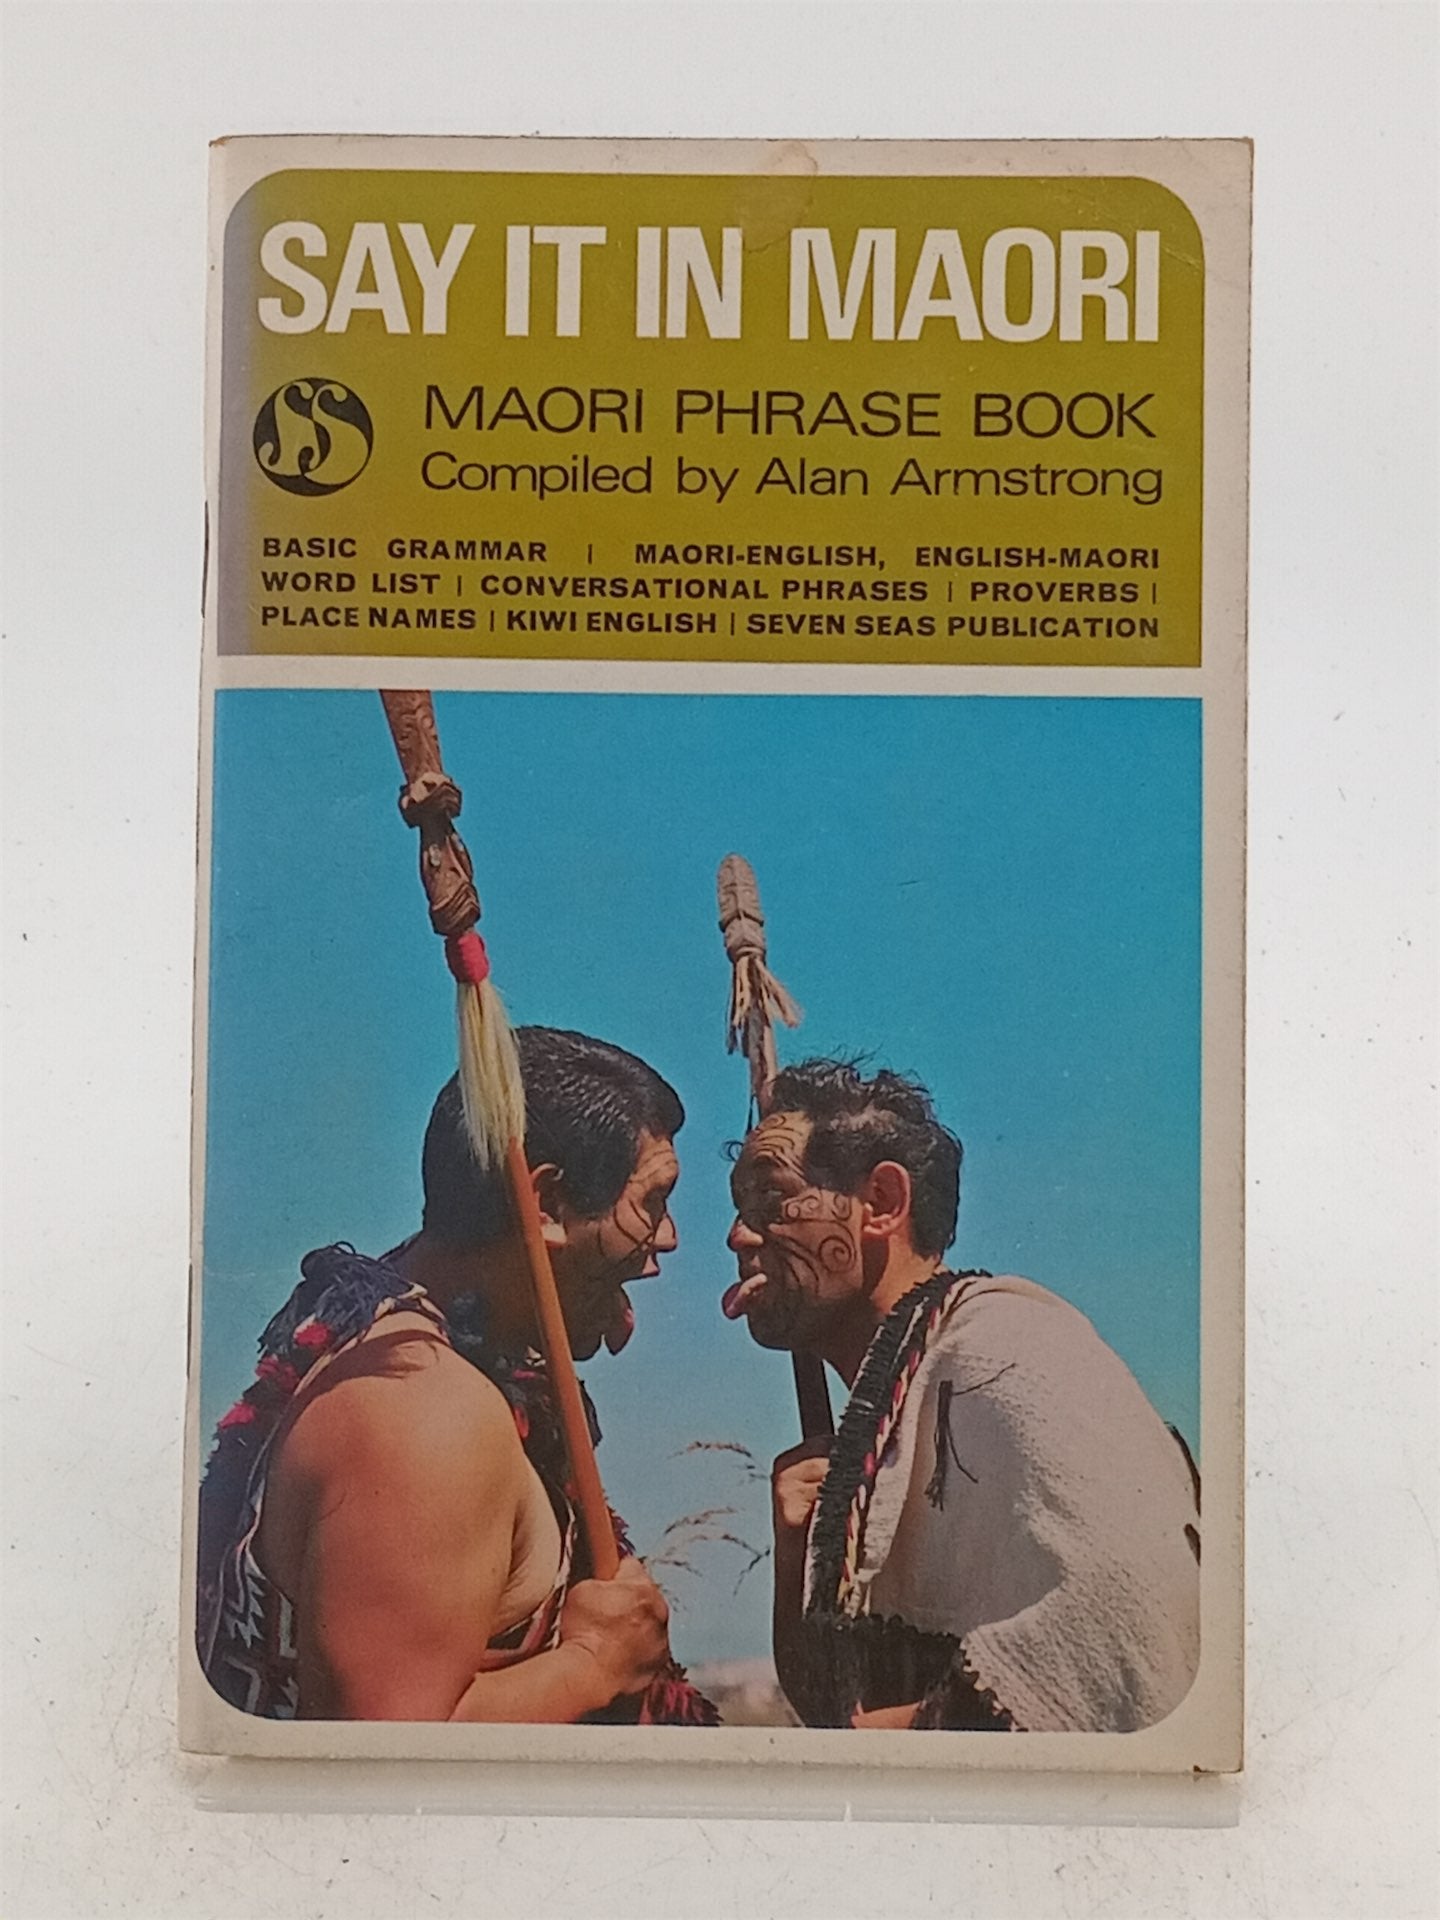 SAY IT IN MAORI
SS
MAORI PHRASE BOOK
Compiled by Alan Armstrong
BASIC GRAMMAR | MAORI-ENGLISH, ENGLISH-MAORI
WORD LIST | CONVERSATIONAL PHRASES | PROVERBS |
PLACE NAMES | KIWI ENGLISH | SEVEN SEAS PUBLICATION